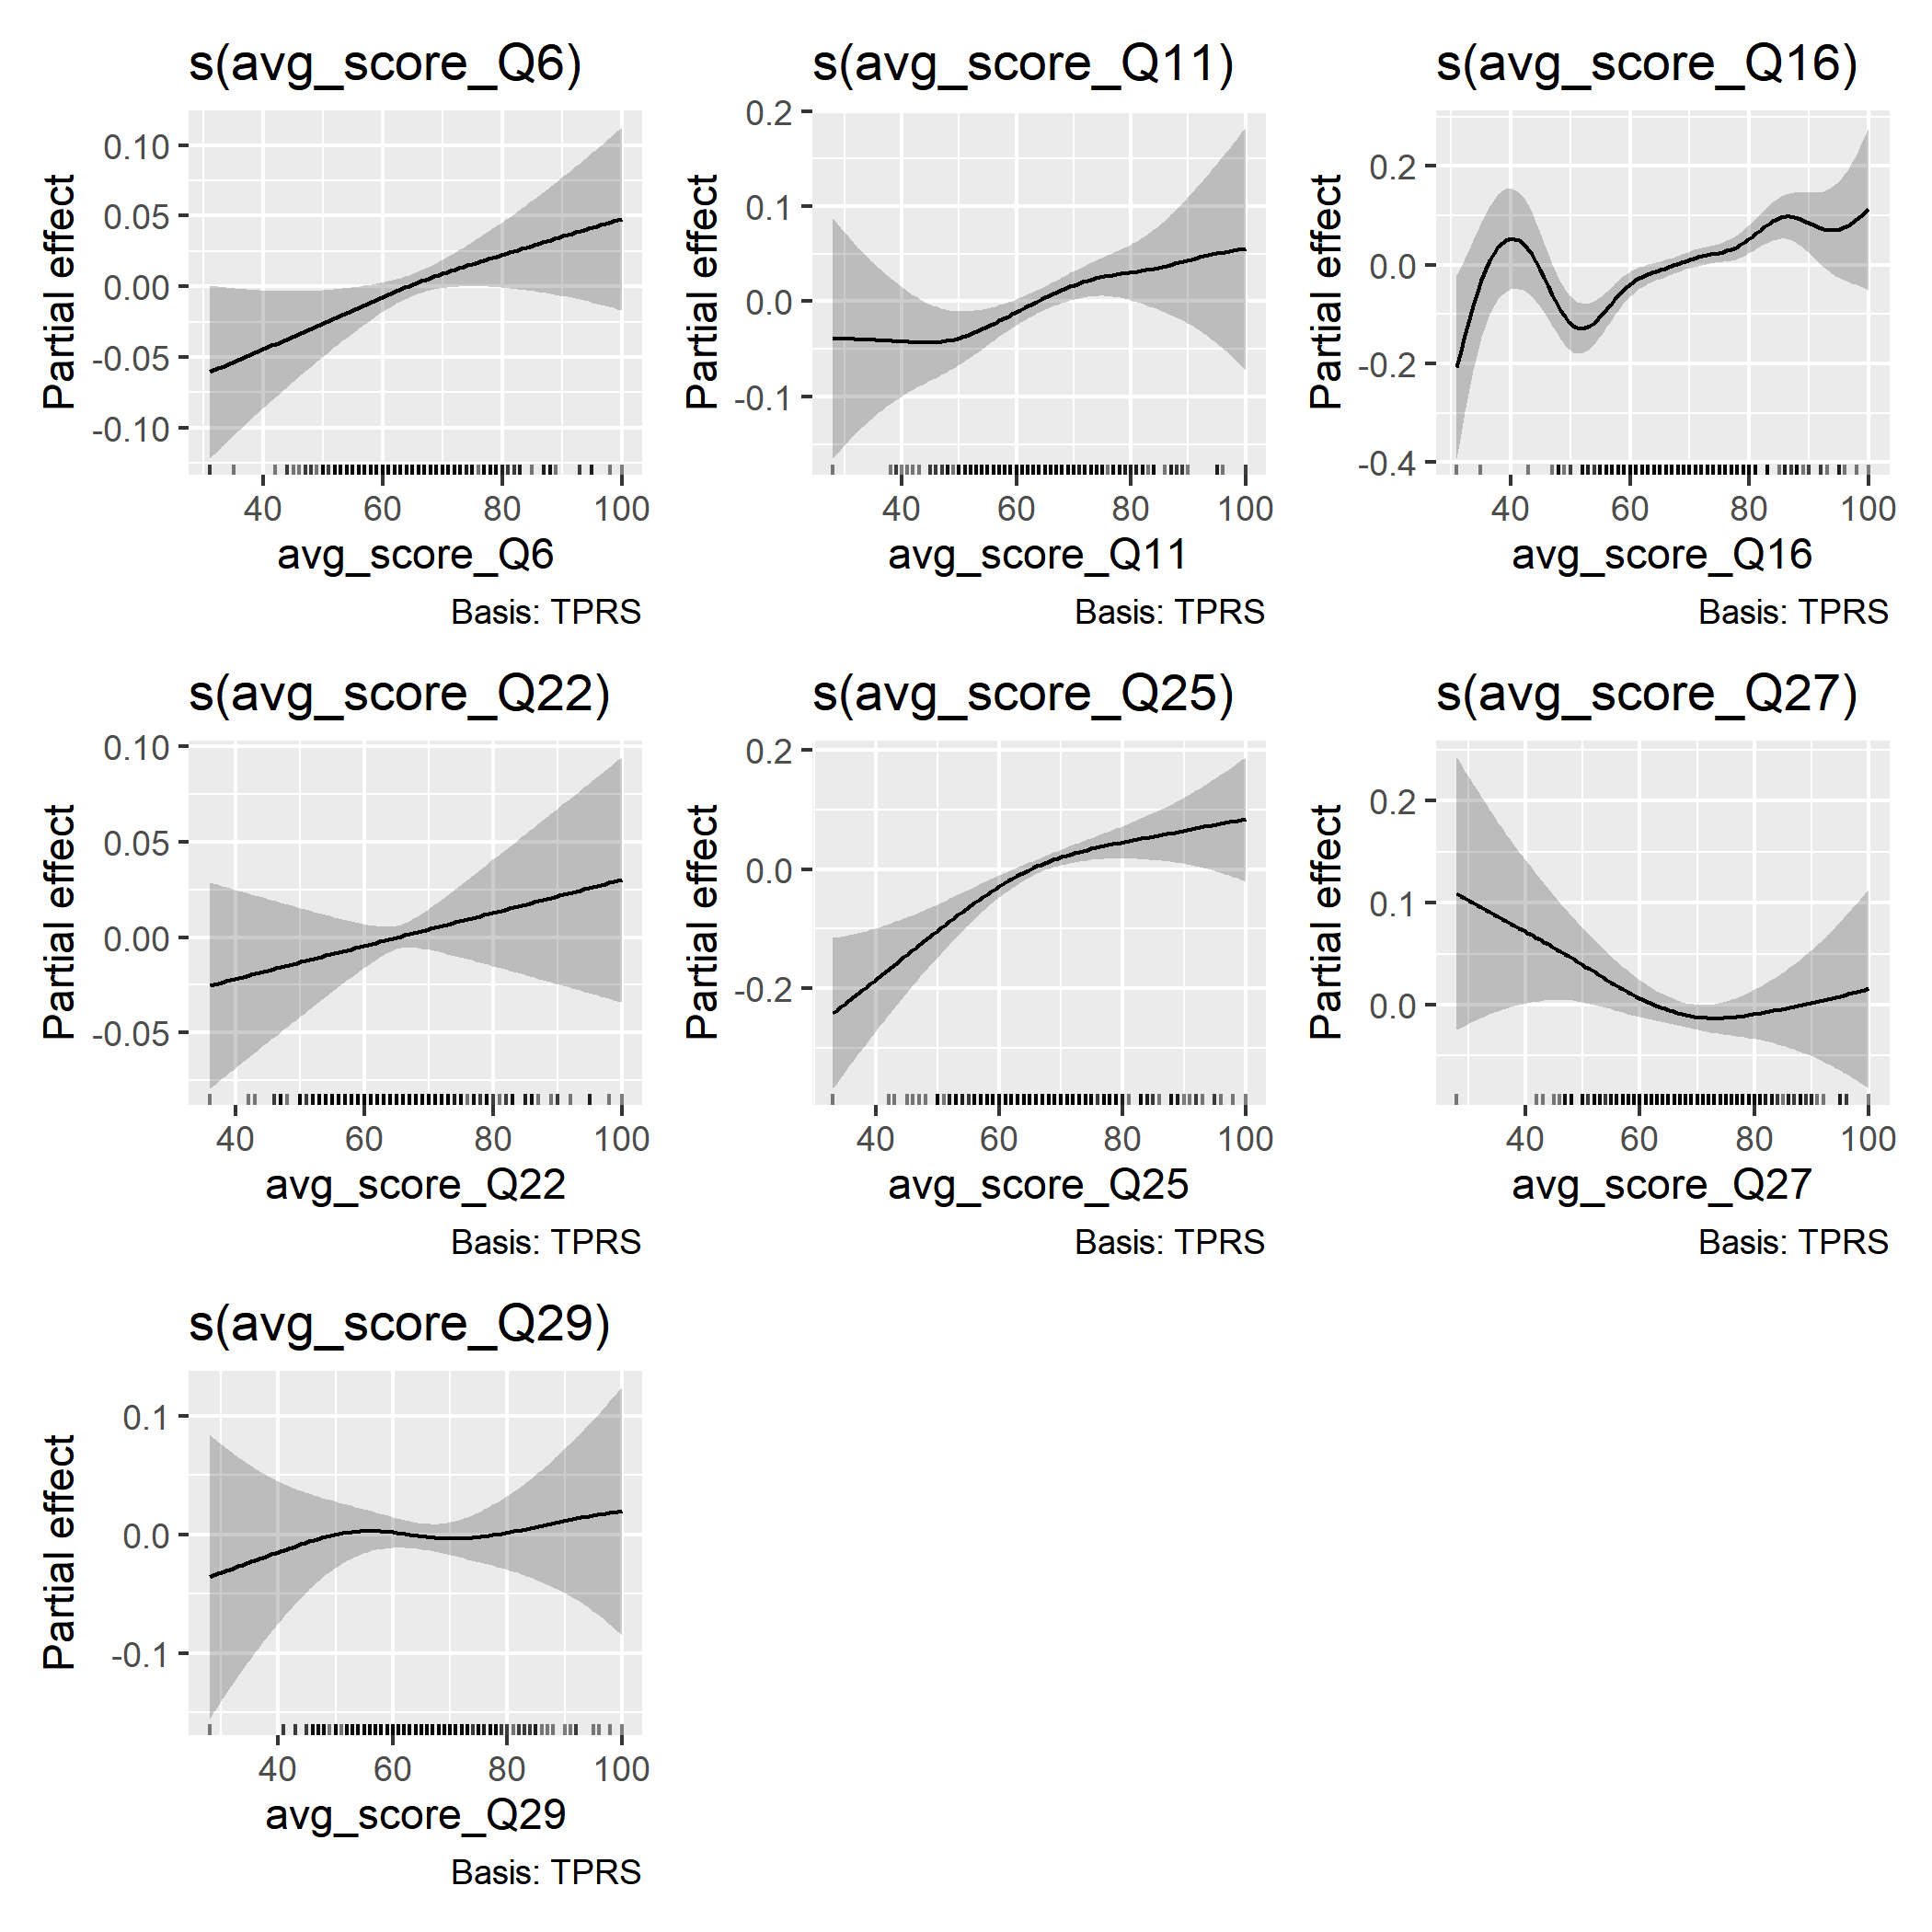 s(avg_score_Q6)
Partial effect
0.10
0.05
0.00
-0.05
-0.10
40 60 80 100
avg_score_Q6
Basis: TPRS
s(avg_score_Q11)
Partial effect
0.2
0.1
0.0
-0.1
40 60 80 100
avg_score_Q11
Basis: TPRS
s(avg_score_Q16)
Partial effect
0.2
0.0
-0.2
-0.4
40 60 80 100
avg_score_Q16
Basis: TPRS
s(avg_score_Q22)
Partial effect
0.10
0.05
0.00
-0.05
40 60 80 100
avg_score_Q22
Basis: TPRS
s(avg_score_Q25)
Partial effect
0.2
0.0
-0.2
40 60 80 100
avg_score_Q25
Basis: TPRS
s(avg_score_Q27)
Partial effect
0.2
0.1
0.0
40 60 80 100
avg_score_Q27
Basis: TPRS
s(avg_score_Q29)
Partial effect
0.1
0.0
-0.1
40 60 80 100
avg_score_Q29
Basis: TPRS